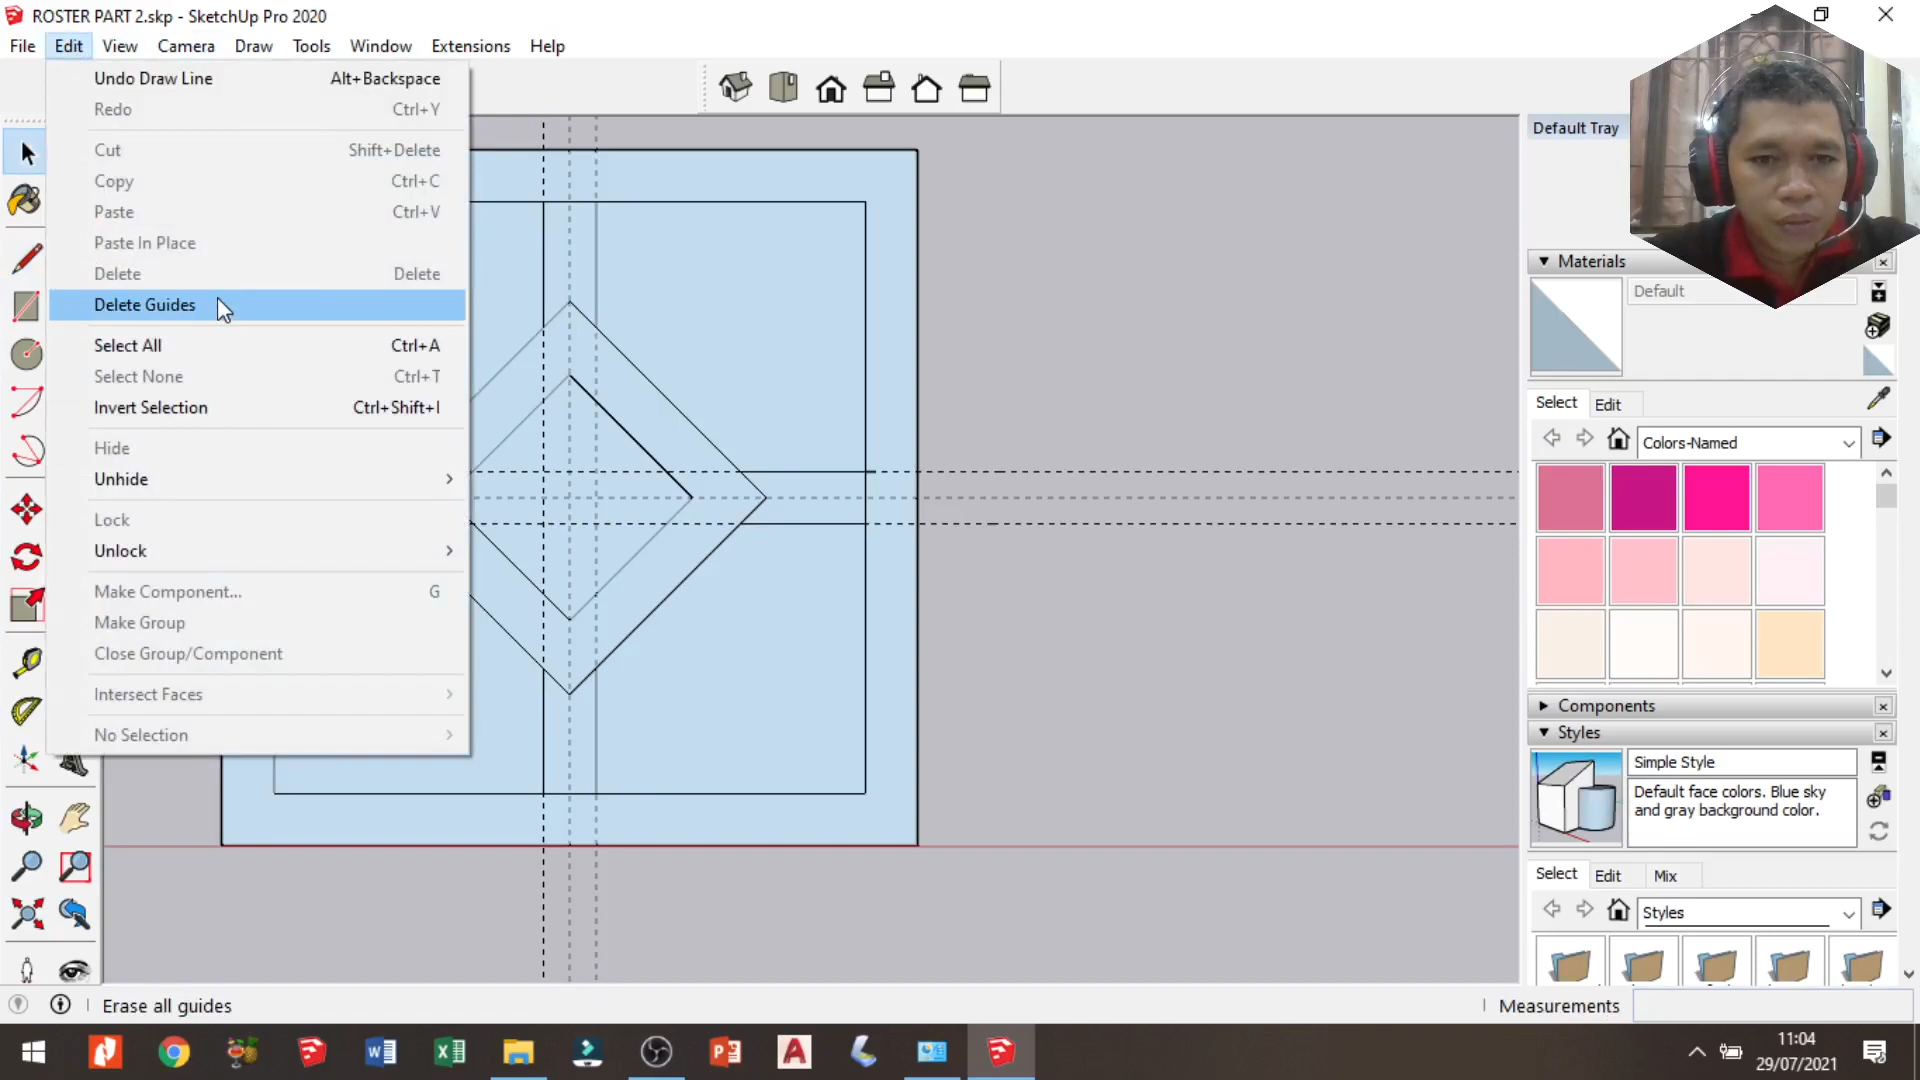 ROSTER PART 2.skp - SketchUp Pro 2020
File Edit View Camera Draw Tools Window Extensions Help
Undo Draw Line Alt+Backspace
Redo Ctrl+Y
Cut Shift+Delete
Copy Ctrl+C
Paste Ctrl+V
Paste In Place
Delete Delete
Delete Guides
Select All Ctrl+A
Select None Ctrl+T
Invert Selection Ctrl+Shift+I
Hide
Unhide
Lock
Unlock
Make Component... G
Make Group
Close Group/Component
Intersect Faces
No Selection
Default Tray
Materials
Default
Select Edit
Colors-Named
Components
Styles
Simple Style
Default face colors. Blue sky
and gray background color.
Select Edit Mix
Styles
Erase all guides
Measurements
11:04
29/07/2021